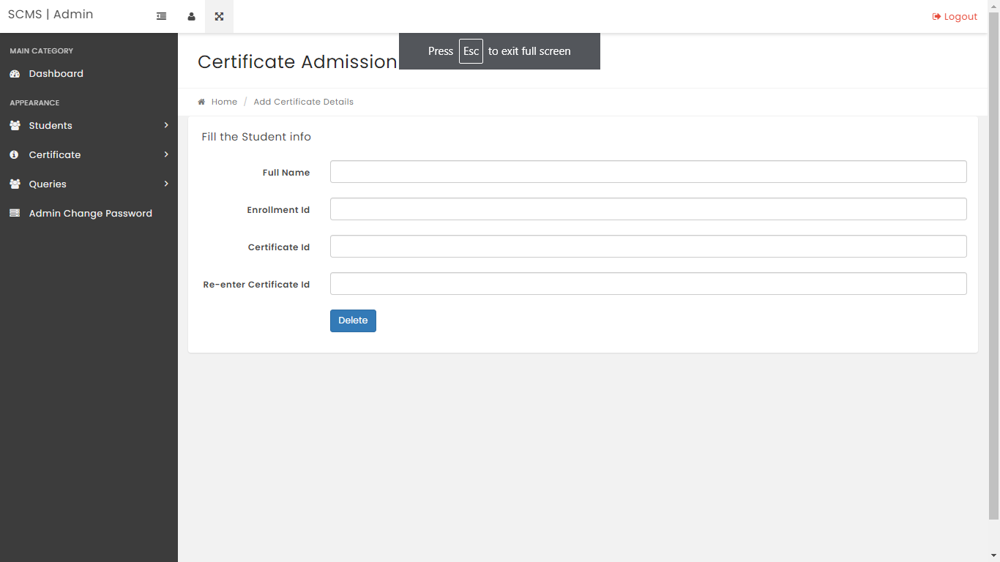 SCMS | Admin
Logout
Press Esc to exit full screen
MAIN CATEGORY
Dashboard
APPEARANCE
Students
Certificate
Queries
Admin Change Password
Certificate Admission
Home / Add Certificate Details
Fill the Student info
Full Name
Enrollment Id
Certificate Id
Re-enter Certificate Id
Delete